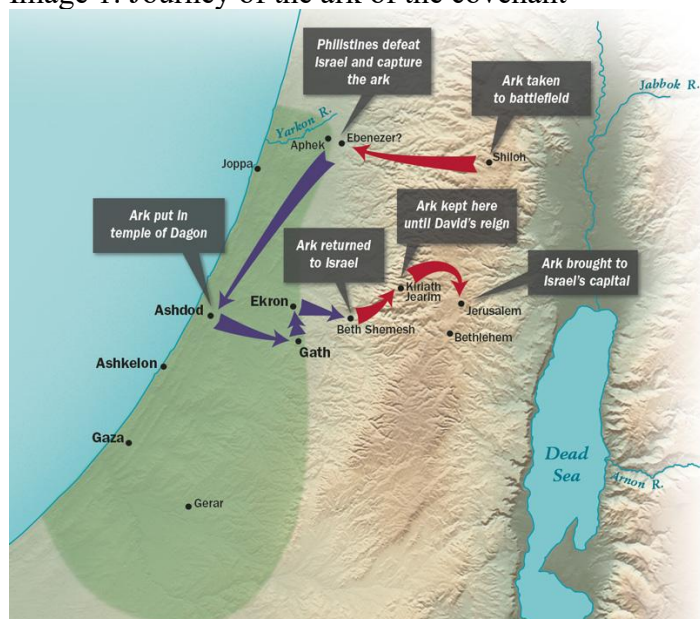 Image 1: Journey of the ark of the covenant
Philistines defeat
Israel and capture
the ark
Ark taken
to battlefield
Jabbok R.
Yarkon R.
Aphek
Ebenezer?
Shiloh
Joppa
Ark kept here
until David's reign
Ark put in
temple of Dagon
Ark returned
to Israel
Ark brought to
Israel's capital
Kiriath
Jearim
Ekron
Ashdod
Jerusalem
Beth Shemesh
Bethlehem
Gath
Ashkelon
Gaza
Dead
Sea
Arnon R.
Gerar